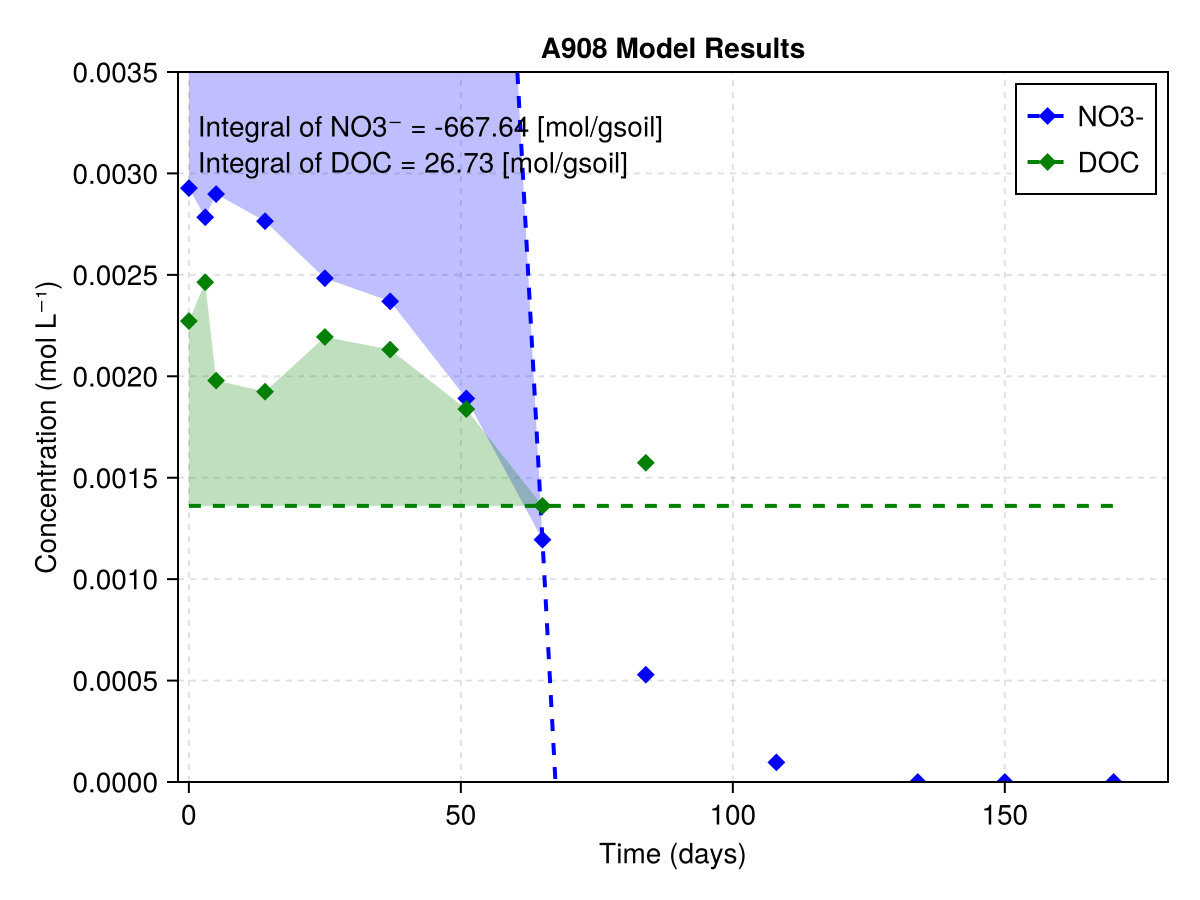 A908 Model Results
0.0035
0.0030
0.0025
0.0020
0.0015
0.0010
0.0005
0.0000
Concentration (mol L⁻¹)
Integral of NO3⁻ = -667.64 [mol/gsoil]
Integral of DOC = 26.73 [mol/gsoil]
NO3-
DOC
0
50
100
150
Time (days)